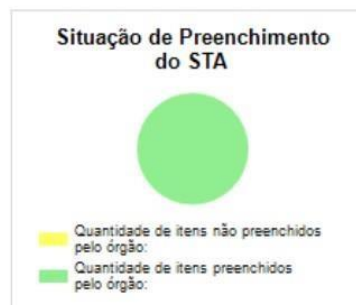 Situação de Preenchimento
do STA
Quantidade de itens não preenchidos
pelo órgão:
Quantidade de itens preenchidos
pelo órgão: